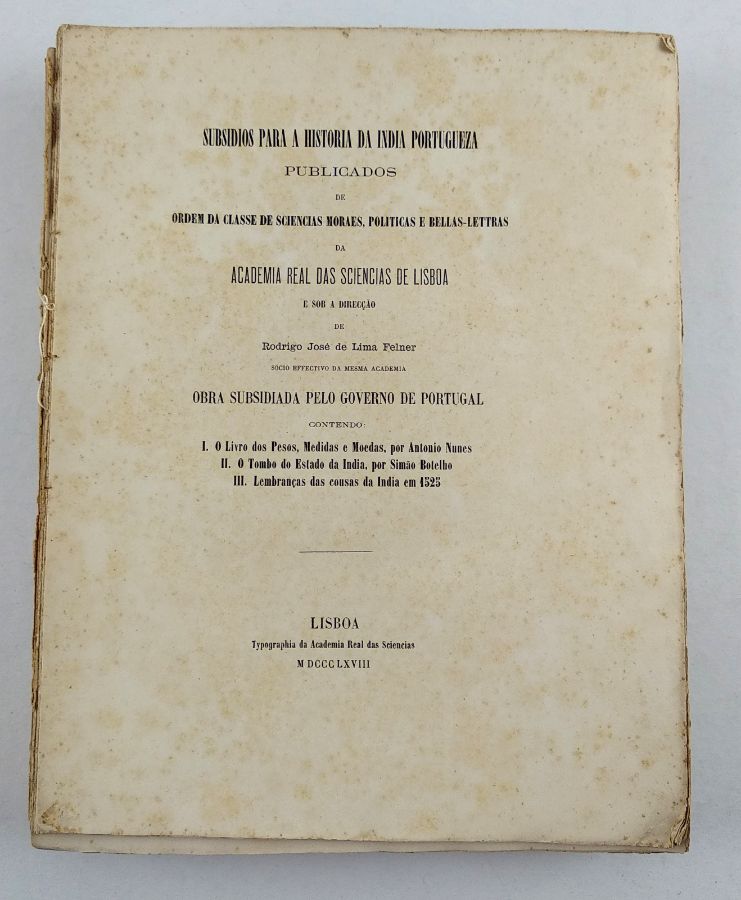 SUBSIDIOS PARA A HISTORIA DA INDIA PORTUGUEZA
PUBLICADOS
DE
ORDEM DA CLASSE DE SCIENCIAS MORAES, POLITICAS E BELLAS-LETTRAS
DA
ACADEMIA REAL DAS SCIENCIAS DE LISBOA
E SOB A DIRECÇÃO
DE
Rodrigo José de Lima Felner
SOCIO EFFECTIVO DA MESMA ACADEMIA
OBRA SUBSIDIADA PELO GOVERNO DE PORTUGAL
CONTENDO:
I. O Livro dos Pesos, Medidas e Moedas, por Antonio Nunes
II. O Tombo do Estado da India, por Simão Botelho
III. Lembranças das cousas da India em 1525
LISBOA
Typographia da Academia Real das Sciencias
MDCCCLXVIII